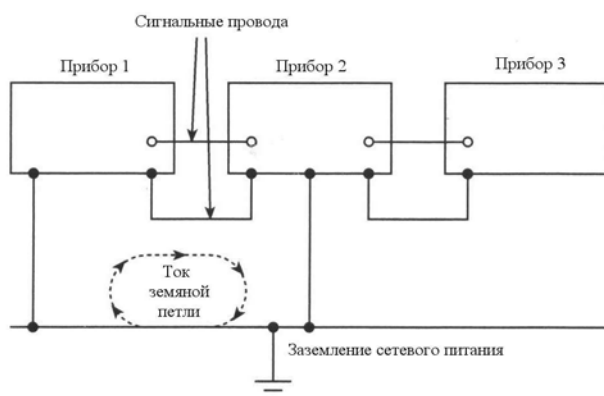 Сигнальные провода
Прибор 1
Прибор 2
Прибор 3
Ток
земяной
петли
Заземление сетевого питания